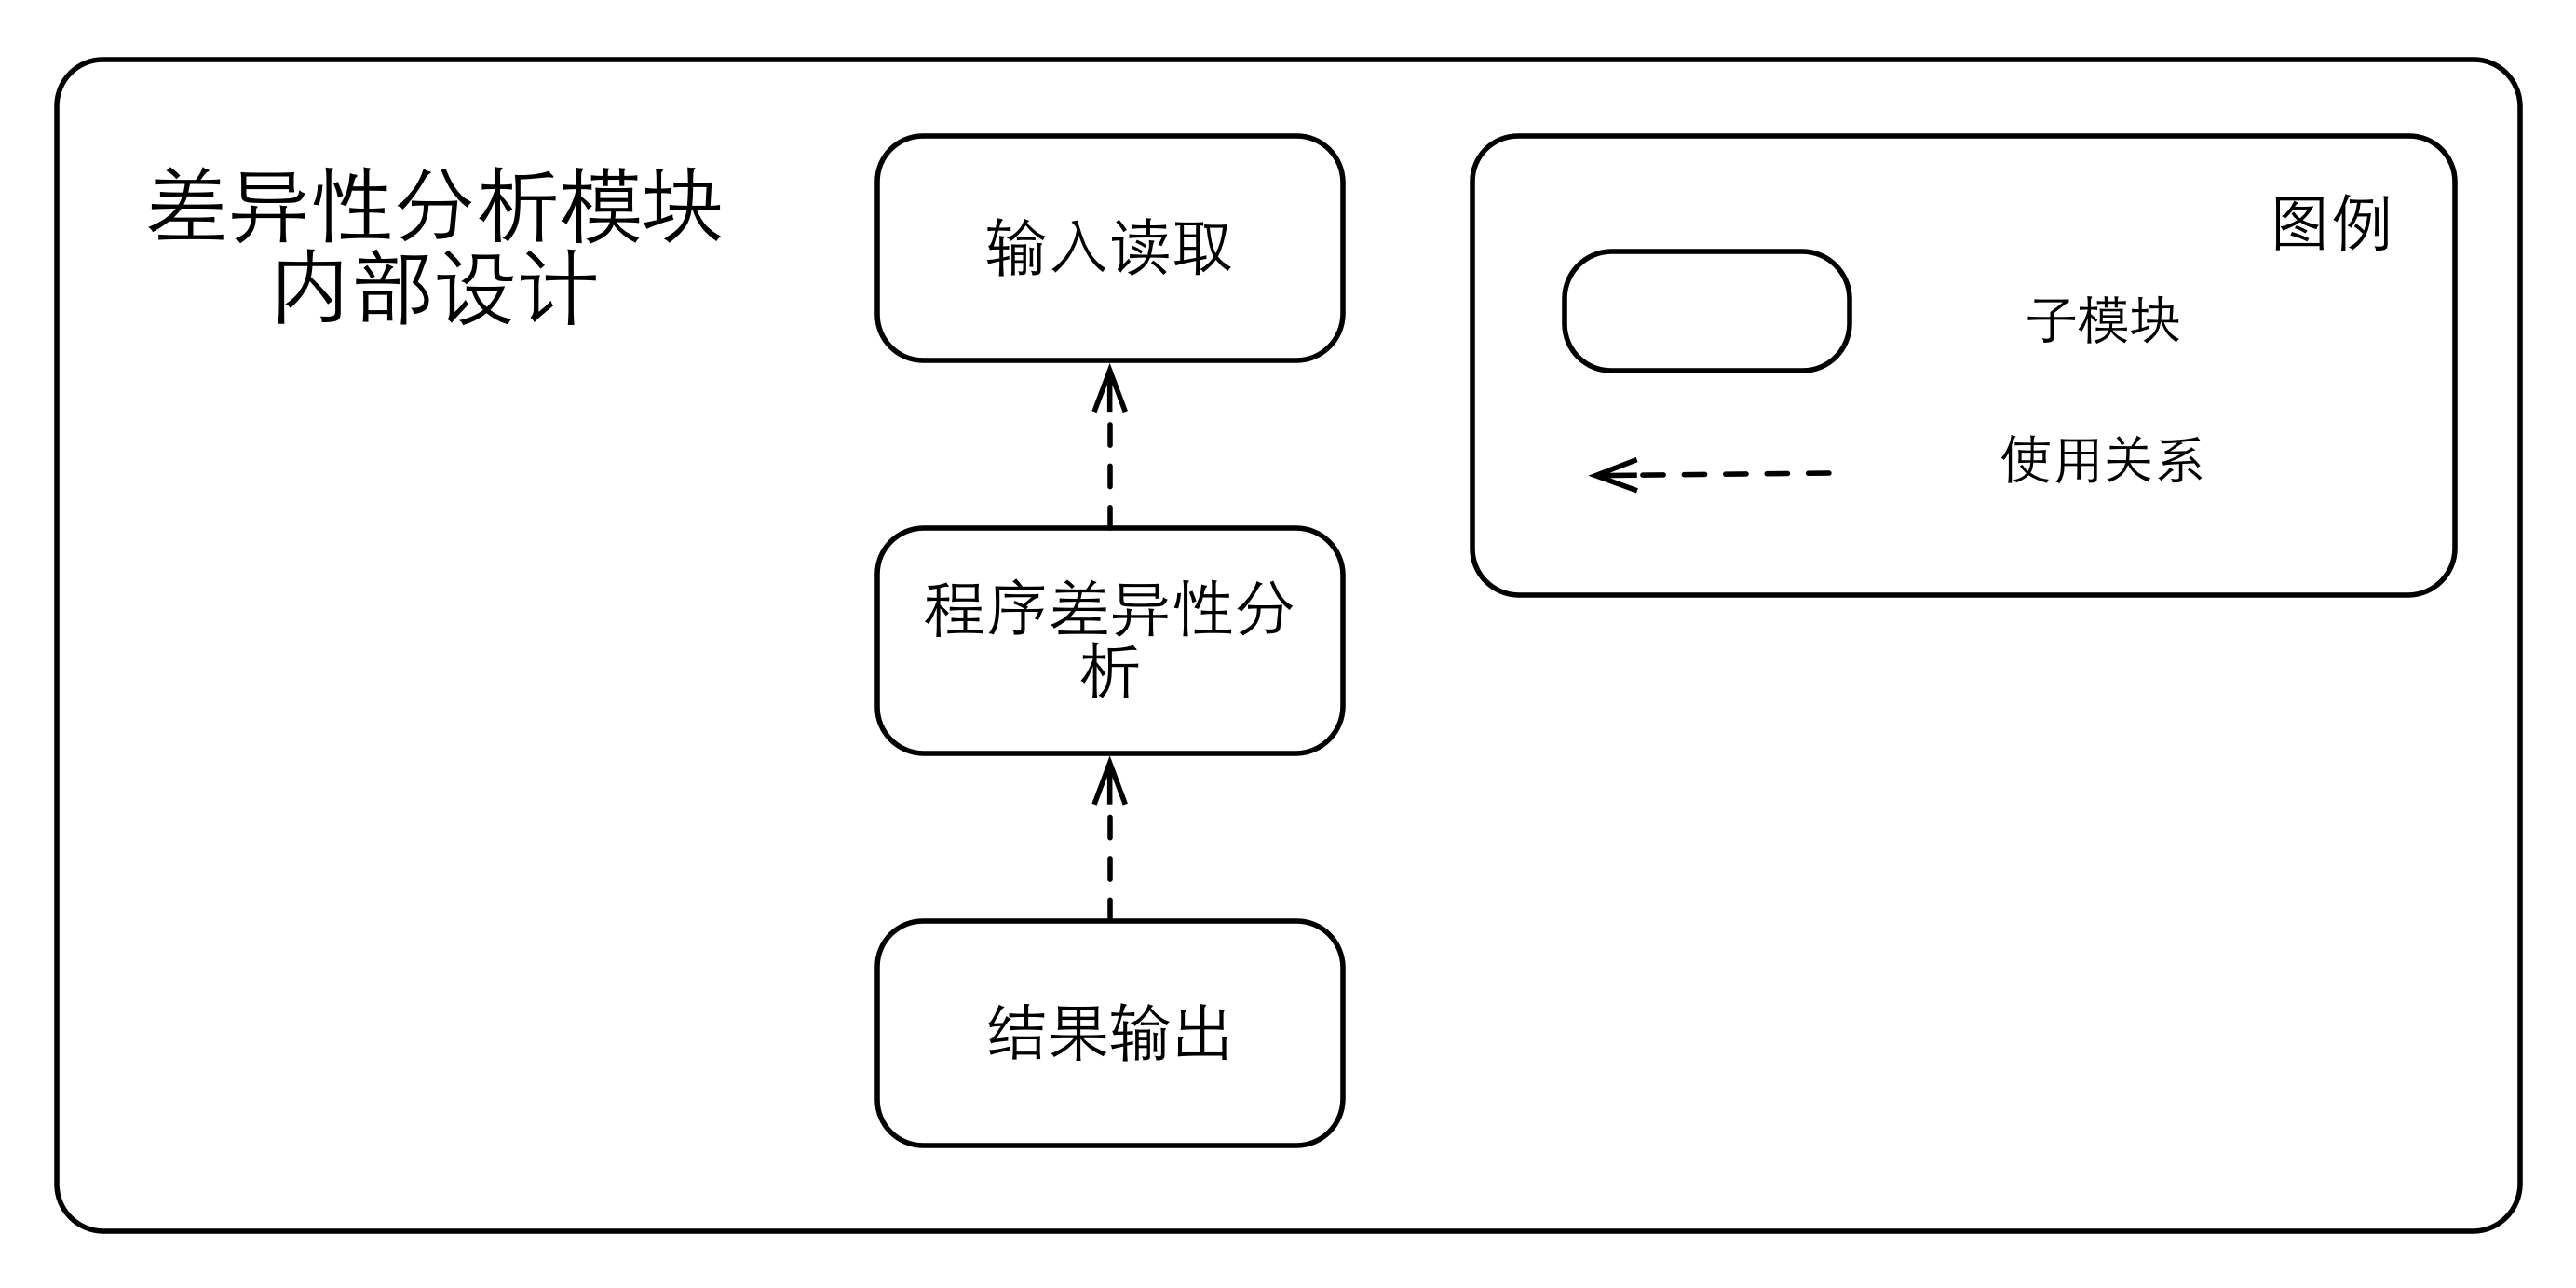 差异性分析模块
内部设计
输入读取
程序差异性分
析
结果输出
图例
子模块
使用关系